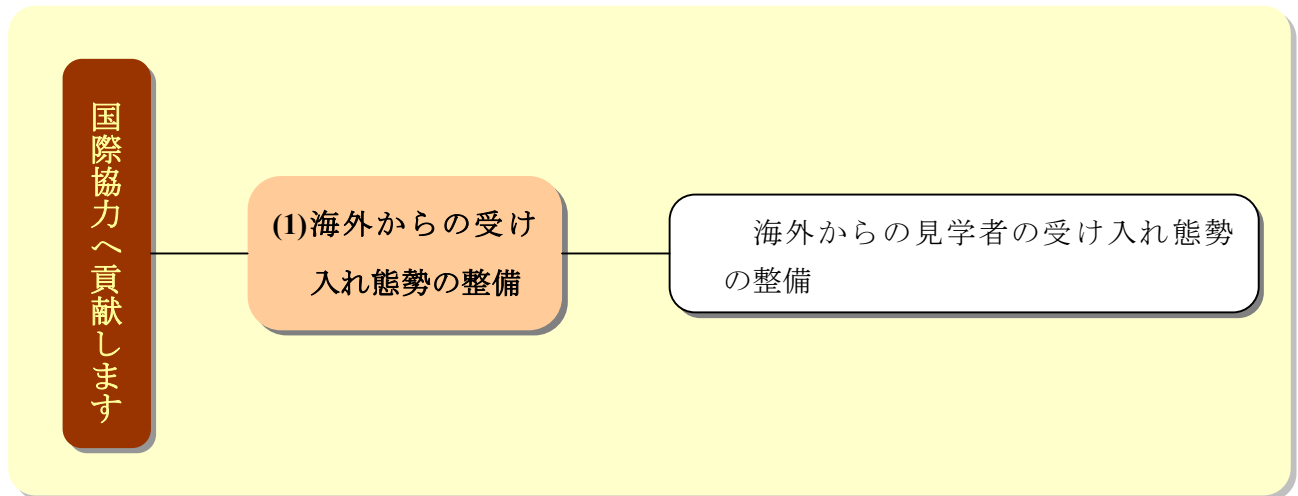 国際協力へ貢献します
(1)海外からの受け
入れ態勢の整備
海外からの見学者の受け入れ態勢
の整備